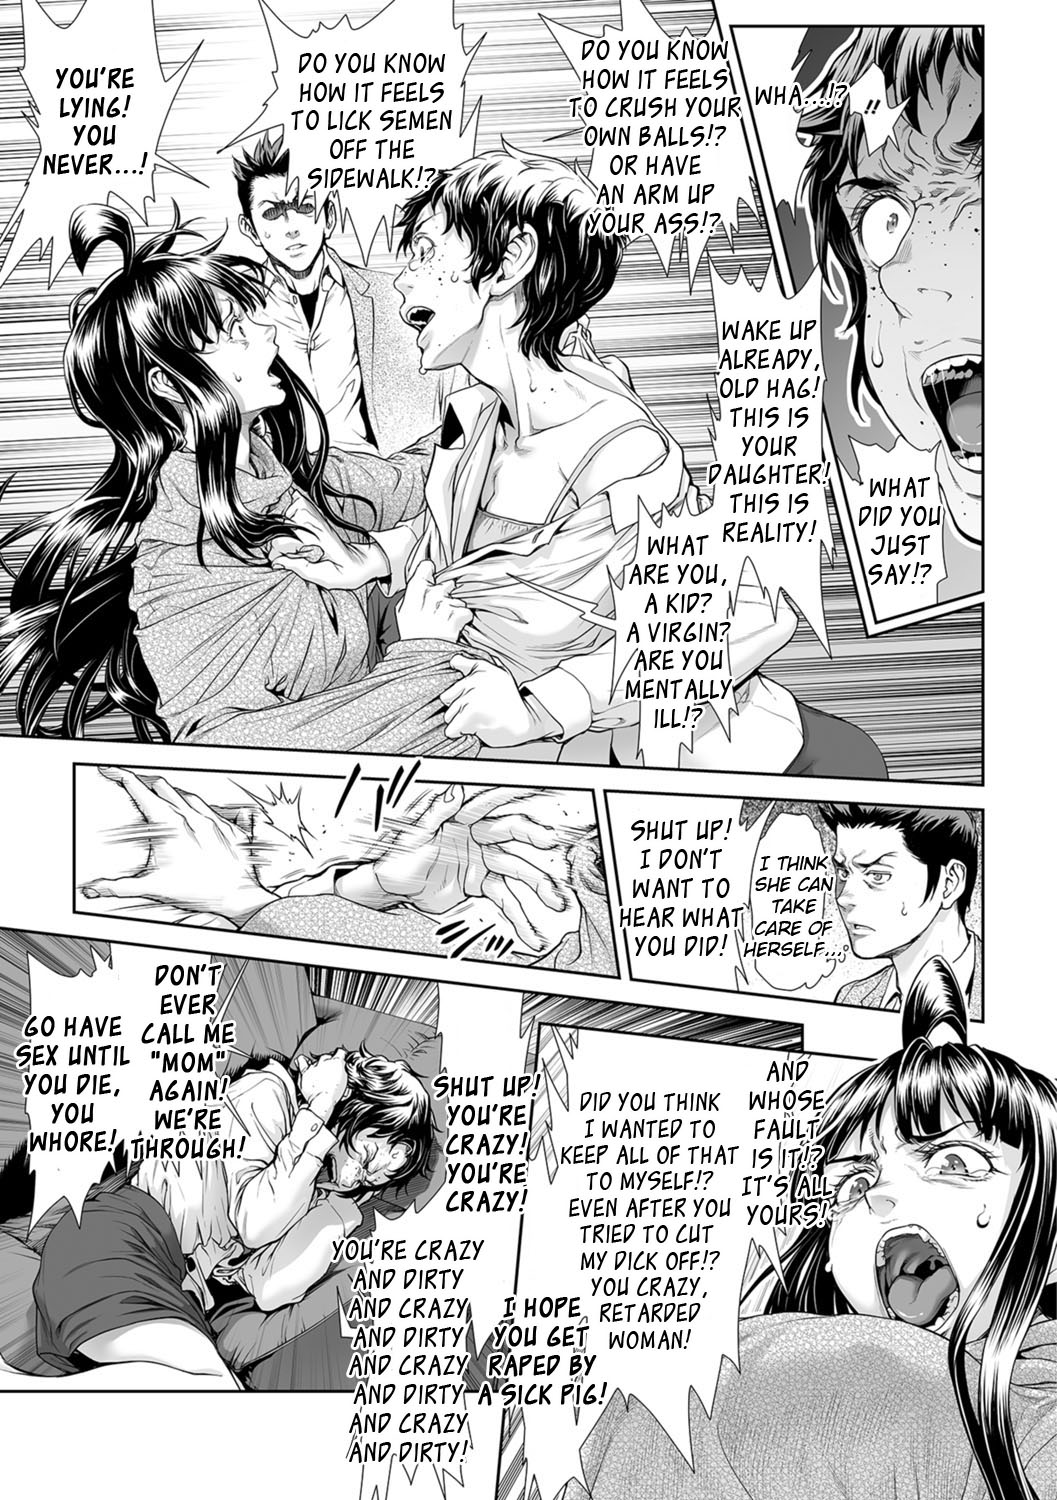 WHA...!?
!!
WHAT
DID YOU
JUST
SAY!?
DO YOU KNOW
HOW IT FEELS
TO CRUSH YOUR
OWN BALLS!?
OR HAVE
AN ARM UP
YOUR ASS!?
DO YOU KNOW
HOW IT FEELS
TO LICK SEMEN
OFF THE
SIDEWALK!?
YOU'RE
LYING!
YOU
NEVER...!
WAKE UP
ALREADY,
OLD HAG!
THIS IS
YOUR
DAUGHTER!
THIS IS
REALITY!
WHAT
ARE YOU,
A KID?
A VIRGIN?
ARE YOU
MENTALLY
ILL!?
I THINK
SHE CAN
TAKE
CARE OF
HERSELF...
SHUT UP!
I DON'T
WANT TO
HEAR WHAT
YOU DID!
AND
WHOSE
FAULT
IS IT!?
IT'S ALL
YOURS!
DID YOU THINK
I WANTED TO
KEEP ALL OF THAT
TO MYSELF!?
EVEN AFTER YOU
TRIED TO CUT
MY DICK OFF!?
YOU CRAZY,
RETARDED
WOMAN!
SHUT UP!
YOU'RE
CRAZY!
YOU'RE
CRAZY!
I HOPE
YOU GET
RAPED BY
A SICK PIG!
YOU'RE CRAZY
AND DIRTY
AND CRAZY
AND DIRTY
AND CRAZY
AND DIRTY
AND CRAZY
AND DIRTY!
DON'T
EVER
CALL ME
"MOM"
AGAIN!
WE'RE
THROUGH!
GO HAVE
SEX UNTIL
YOU DIE,
YOU
WHORE!